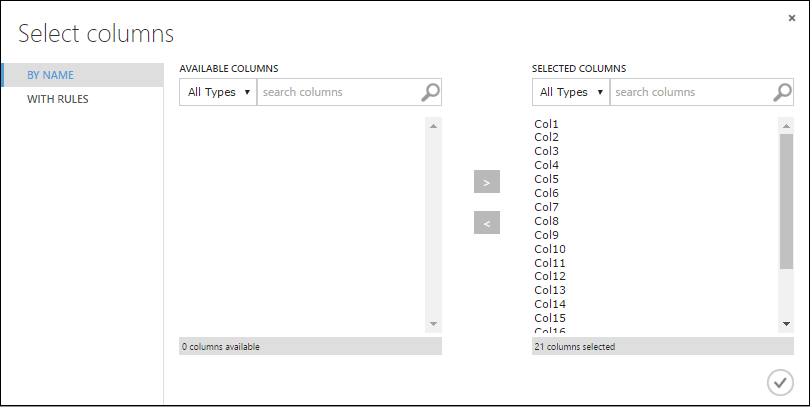 Select columns
×
BY NAME
WITH RULES
AVAILABLE COLUMNS
All Types ▼ search columns
0 columns available
>
<
SELECTED COLUMNS
All Types ▼ search columns
Col1
Col2
Col3
Col4
Col5
Col6
Col7
Col8
Col9
Col10
Col11
Col12
Col13
Col14
Col15
Col16
21 columns selected